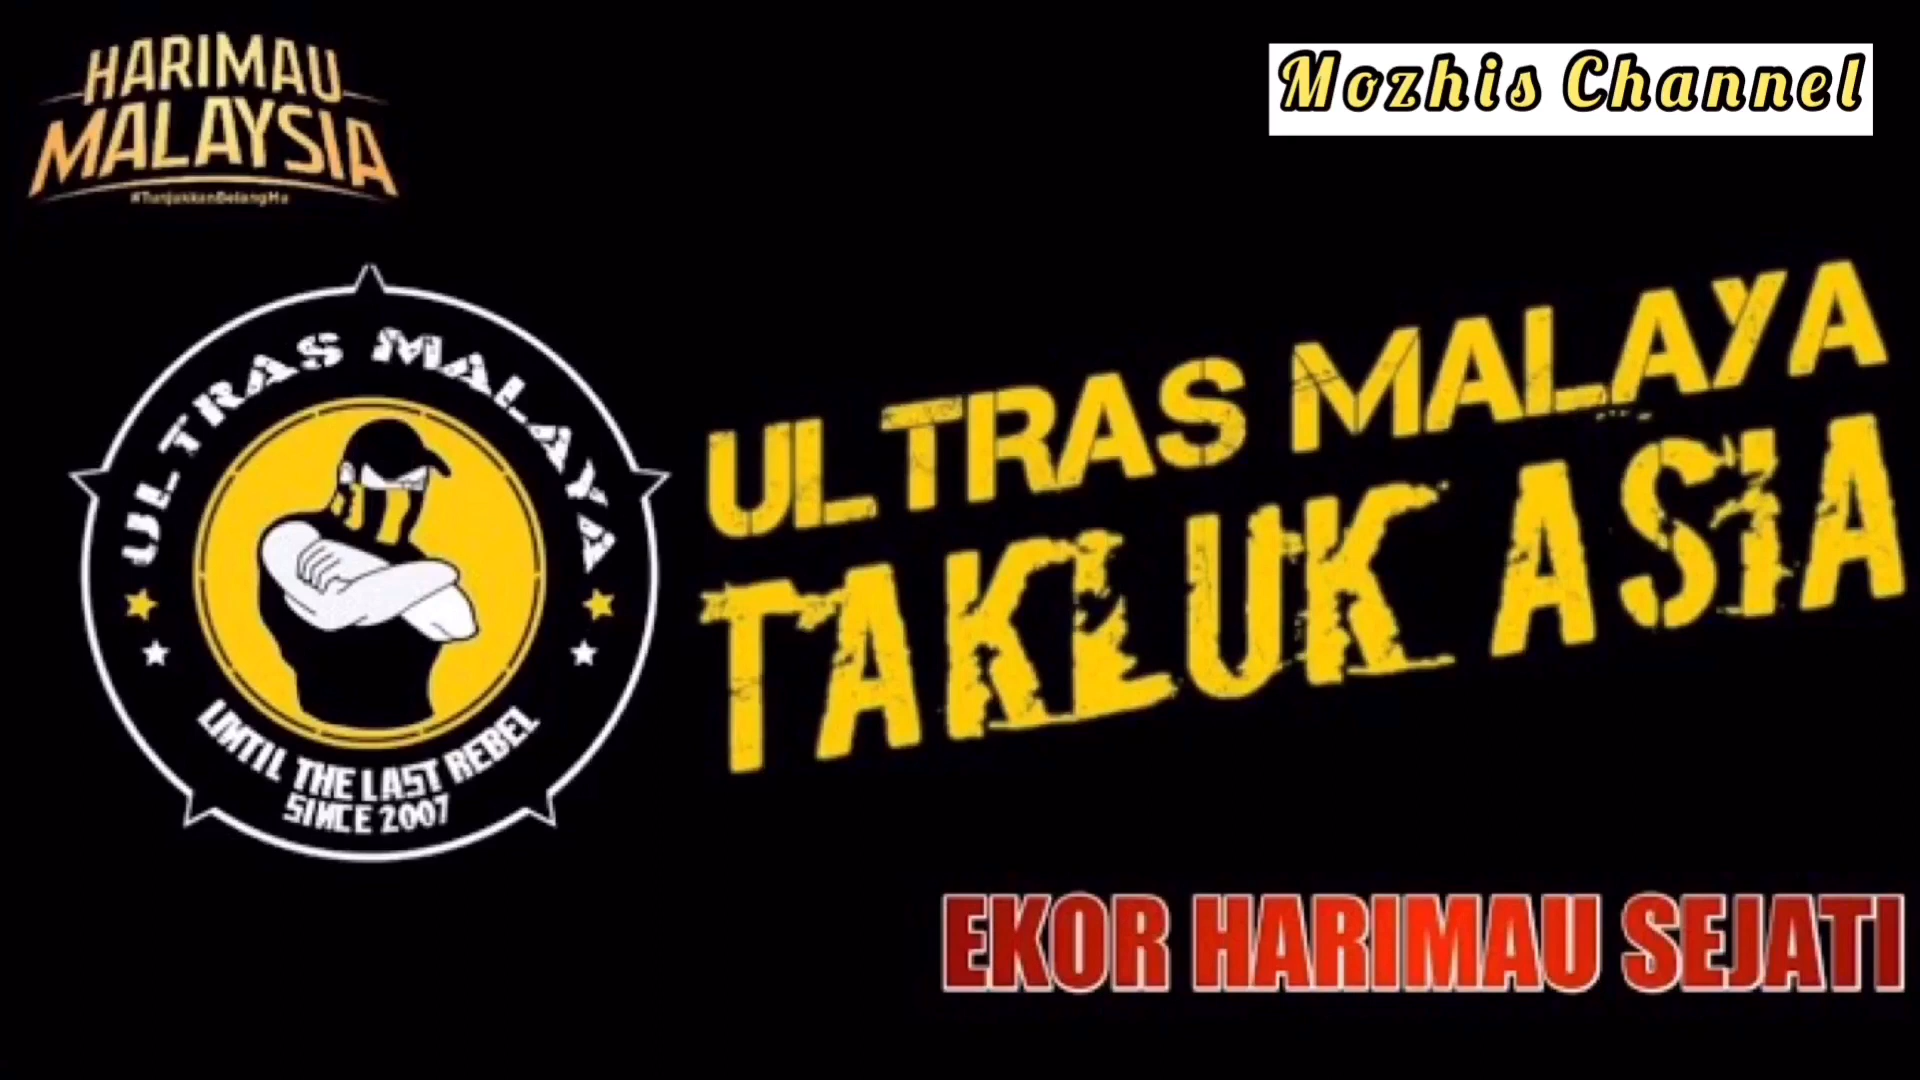 HARIMAU
MALAYSIA
#TunjukkanBelangMu
Mozhis Channel
ULTRAS MALAYA
UNTIL THE LAST REBEL
SINCE 2007
ULTRAS MALAYA
TAKLUK ASIA
EKOR HARIMAU SEJATI